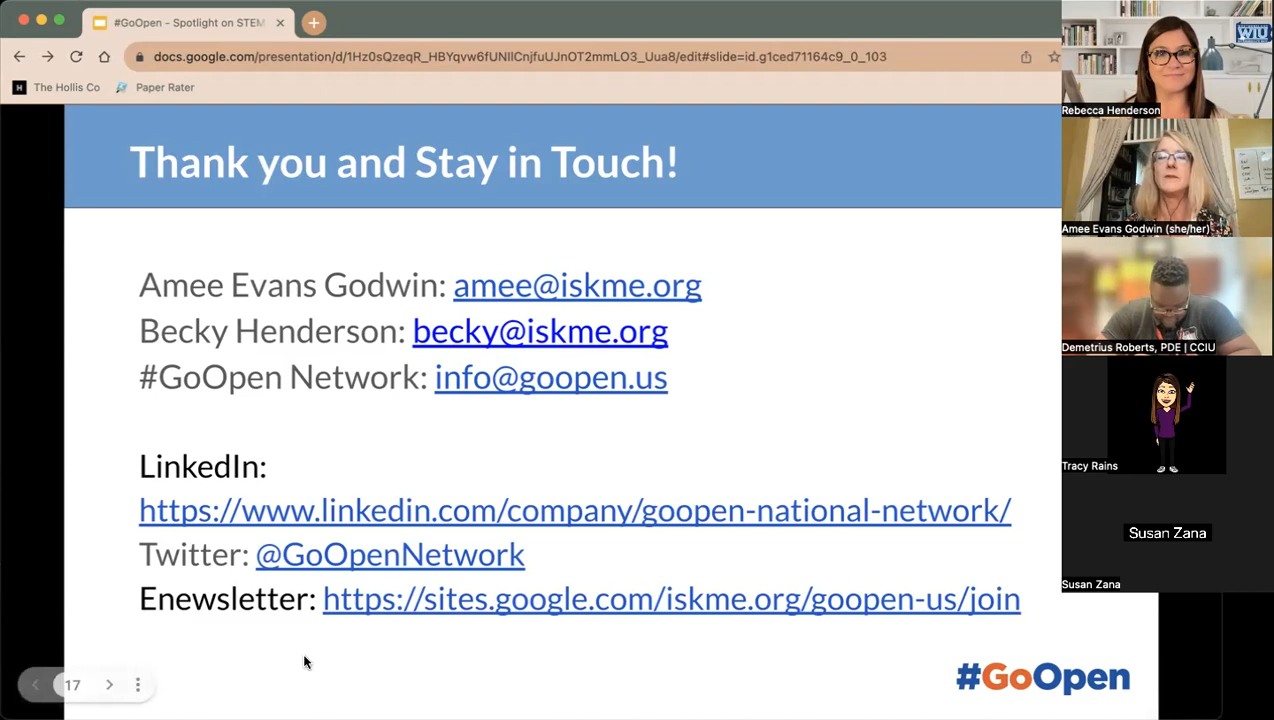 #GoOpen - Spotlight on STEM
docs.google.com/presentation/d/1Hz0sQzeqR_HBYqvw6fUNIlCnjfuUJnOT2mmLO3_Uua8/edit#slide=id.g1ced71164c9_0_103
H The Hollis Co Paper Rater
WIU
Rebecca Henderson
Thank you and Stay in Touch!
Amee Evans Godwin (she/her)
Amee Evans Godwin: amee@iskme.org
Becky Henderson: becky@iskme.org
Demetrius Roberts, PDE | CCIU
#GoOpen Network: info@goopen.us
LinkedIn:
Tracy Rains
https://www.linkedin.com/company/goopen-national-network/
Susan Zana
Twitter: @GoOpenNetwork
Susan Zana
Enewsletter: https://sites.google.com/iskme.org/goopen-us/join
17
#GoOpen